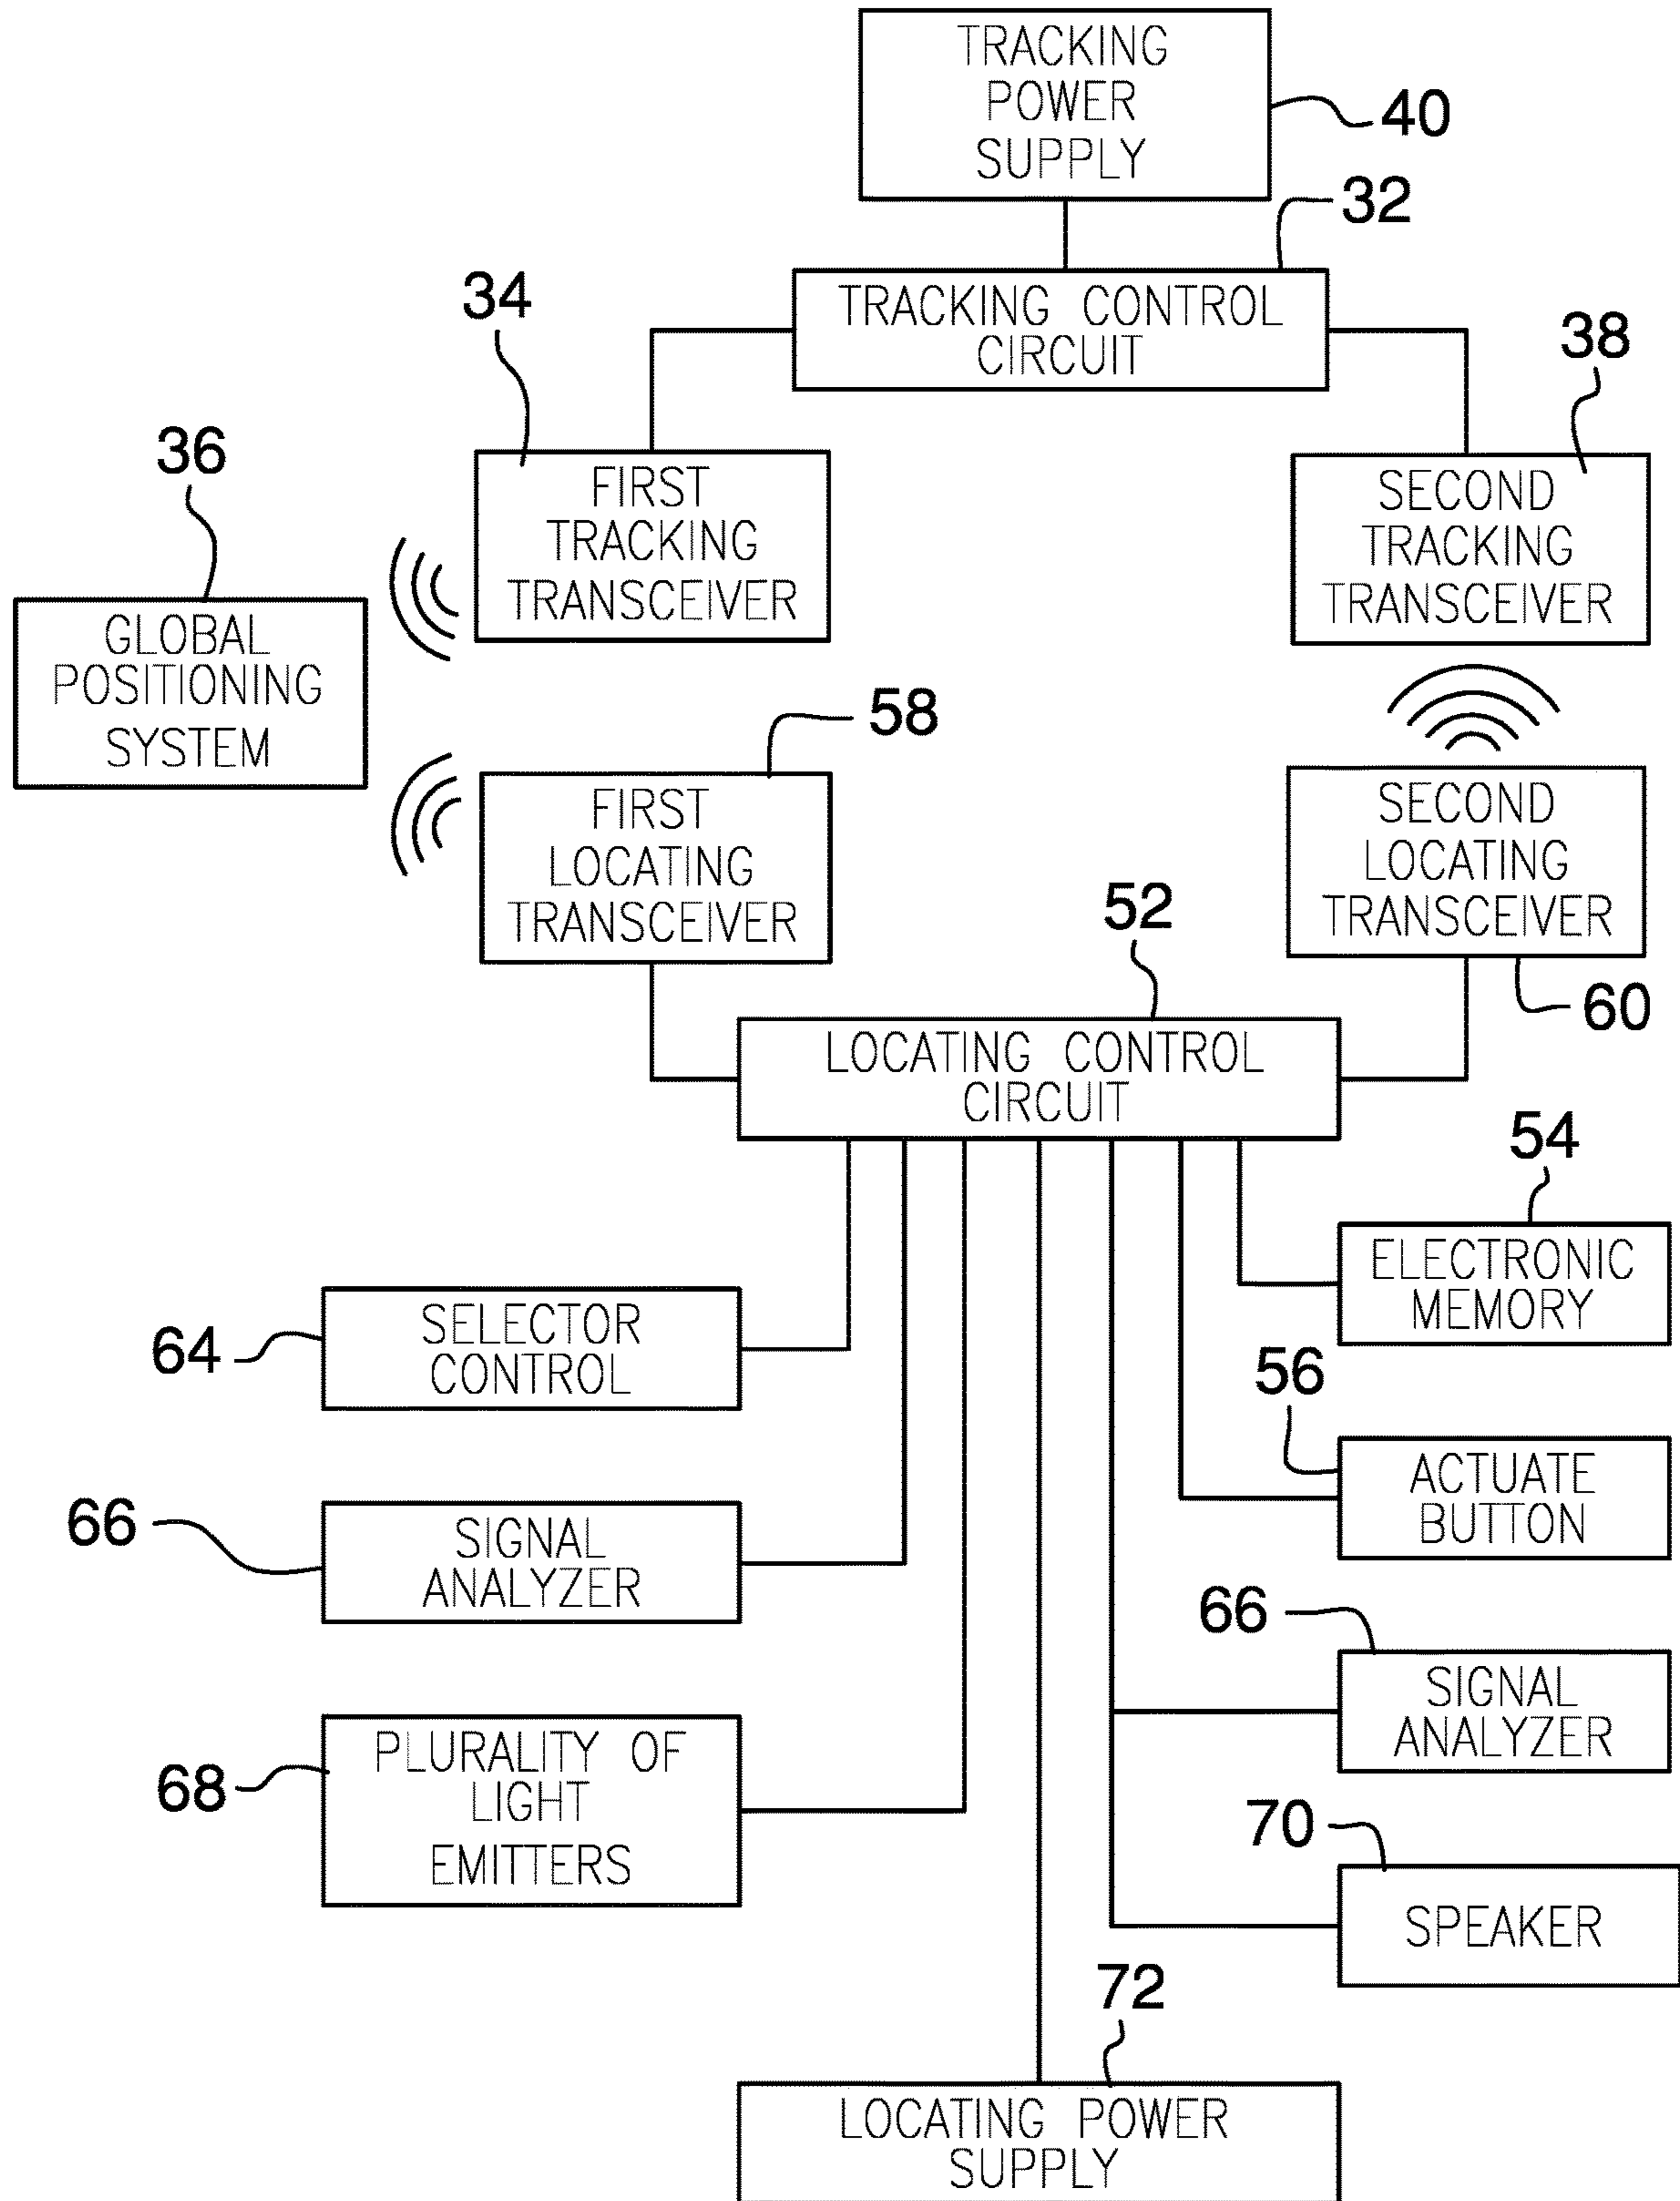 TRACKING
POWER
SUPPLY
40
32
TRACKING CONTROL
CIRCUIT
34
38
36
FIRST
TRACKING
TRANSCEIVER
SECOND
TRACKING
TRANSCEIVER
GLOBAL
POSITIONING
SYSTEM
58
FIRST
LOCATING
TRANSCEIVER
SECOND
LOCATING
TRANSCEIVER
52
60
LOCATING CONTROL
CIRCUIT
54
ELECTRONIC
MEMORY
64
SELECTOR
CONTROL
56
ACTUATE
BUTTON
66
SIGNAL
ANALYZER
66
SIGNAL
ANALYZER
68
PLURALITY OF
LIGHT
EMITTERS
70
SPEAKER
72
LOCATING POWER
SUPPLY